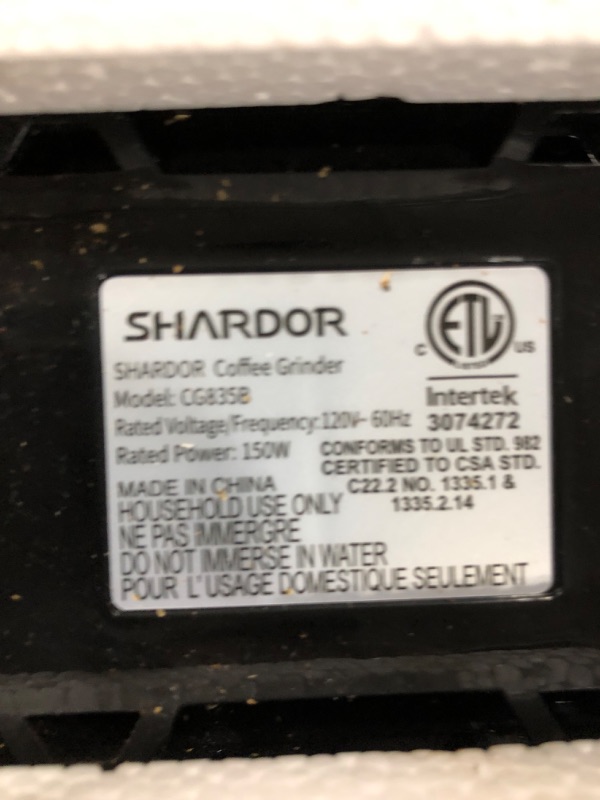 SHARDOR
SHARDOR Coffee Grinder
Model: CG835B
Rated Voltage/Frequency:120V~ 60Hz
Rated Power: 150W
MADE IN CHINA
HOUSEHOLD USE ONLY
NE PAS IMMERGRE
DO NOT IMMERSE IN WATER
POUR L'USAGE DOMESTIQUE SEULEMENT
ETL
C US
Intertek
3074272
CONFORMS TO UL STD. 982
CERTIFIED TO CSA STD.
C22.2 NO. 1335.1 &
1335.2.14